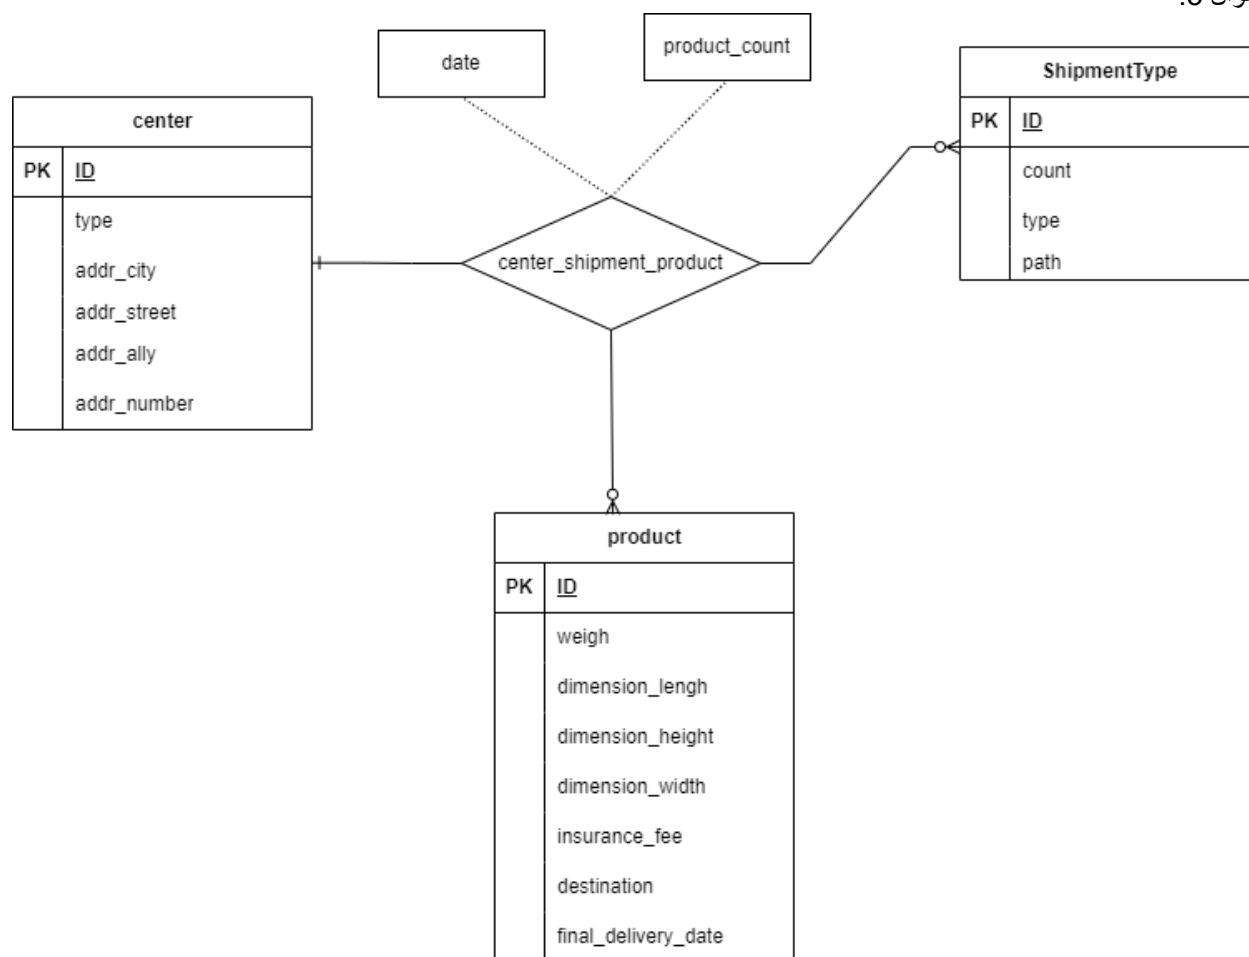 date
product_count
ShipmentType
PK ID
count
type
path
center
PK ID
type
addr_city
addr_street
addr_ally
addr_number
center_shipment_product
product
PK ID
weigh
dimension_lengh
dimension_height
dimension_width
insurance_fee
destination
final_delivery_date